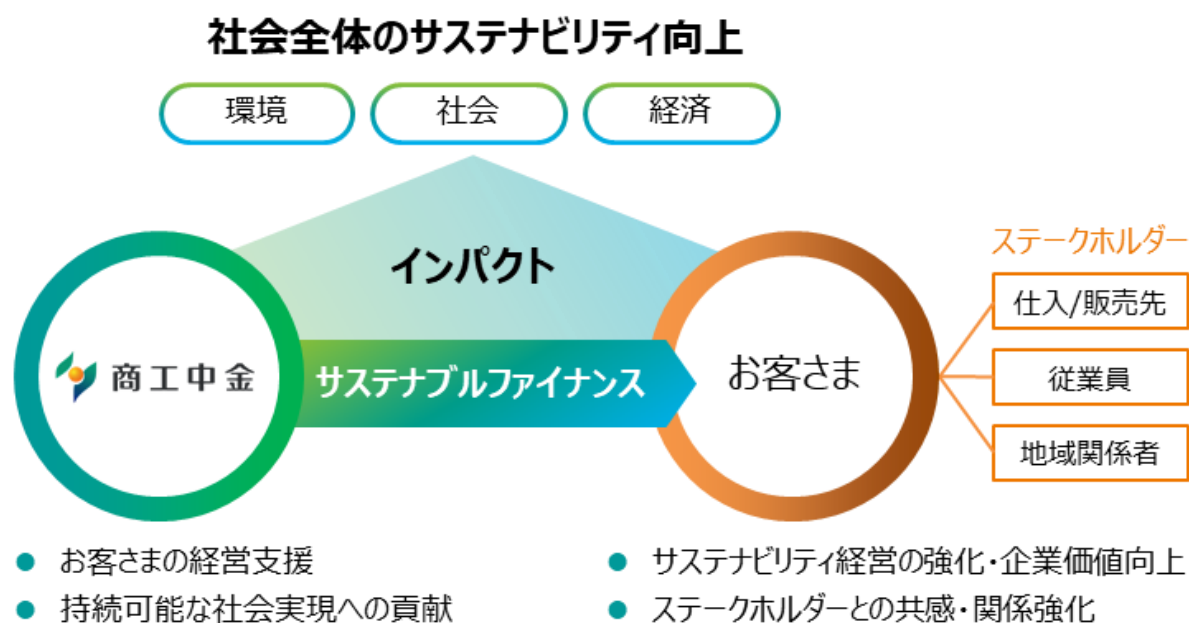 社会全体のサステナビリティ向上
環境
社会
経済
インパクト
商工中金
サステナブルファイナンス
お客さま
ステークホルダー
仕入/販売先
従業員
地域関係者
● お客さまの経営支援
● 持続可能な社会実現への貢献
● サステナビリティ経営の強化・企業価値向上
● ステークホルダーとの共感・関係強化